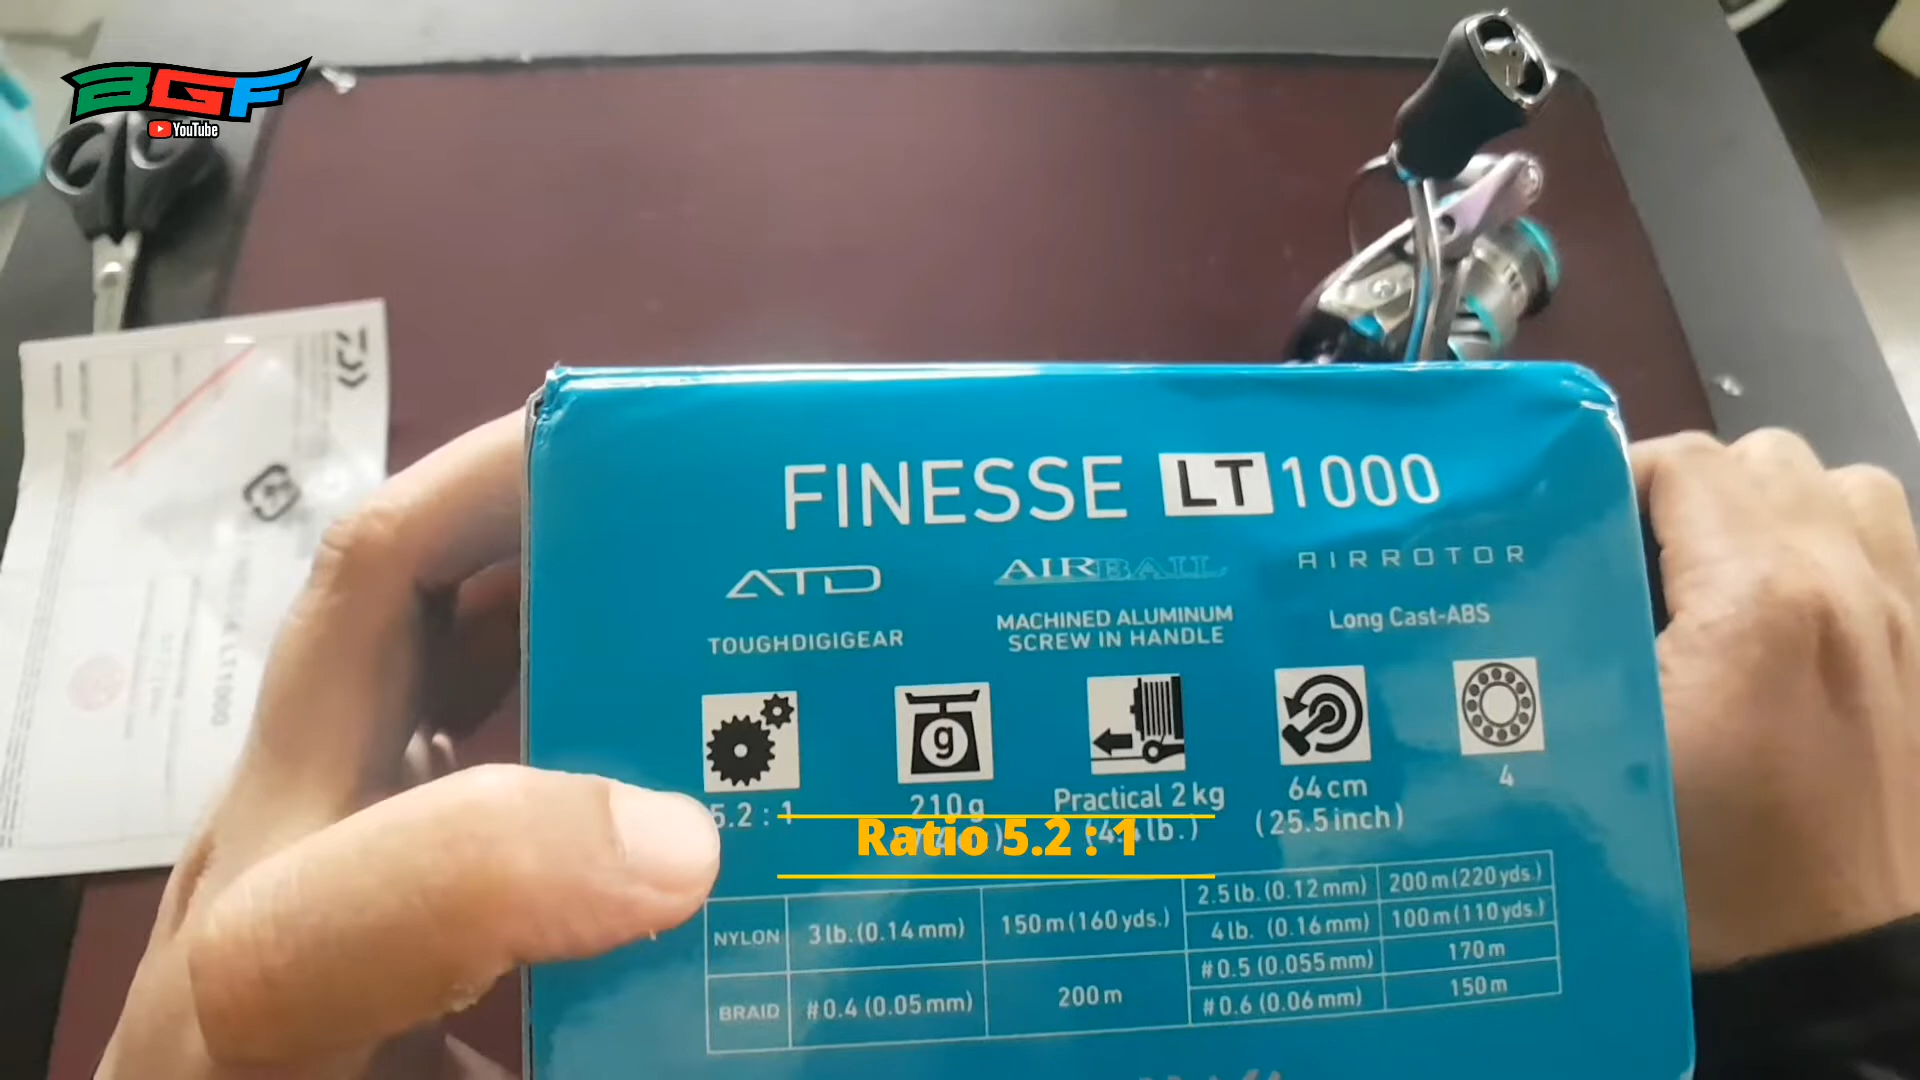 BGF
YouTube
FINESSE LT 1000
ATD
AIRBAIL
AIRROTOR
TOUGHDIGIGEAR
MACHINED ALUMINUM
SCREW IN HANDLE
Long Cast-ABS
g
5.2 : 1
210 g
Practical 2 kg
64 cm
(25.5 inch)
4
Ratio 5.2 : 1
NYLON
3 lb. (0.14 mm)
150 m (160 yds.)
2.5 lb. (0.12 mm)
200 m (220 yds.)
4 lb. (0.16 mm)
100 m (110 yds.)
BRAID
#0.4 (0.05 mm)
200 m
#0.5 (0.055 mm)
170 m
#0.6 (0.06 mm)
150 m
LT1000